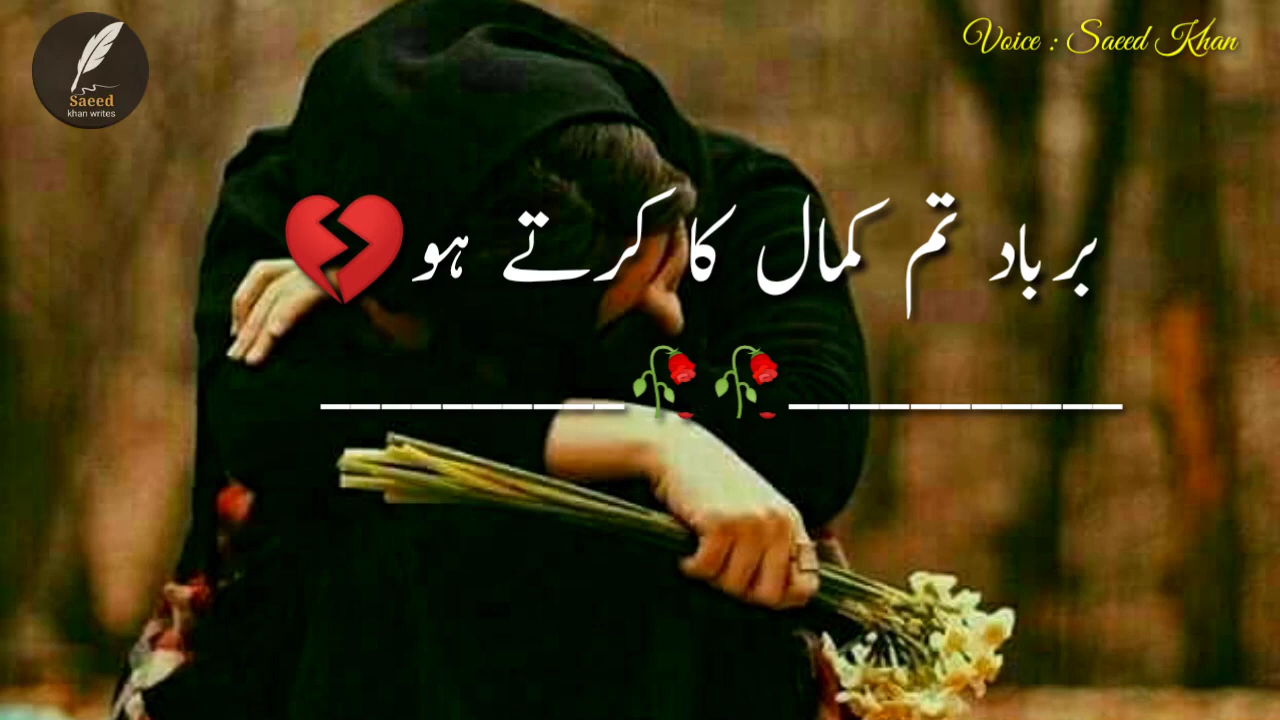 Saeed
khan writes
Voice : Saeed Khan
برباد تم کمال کا کرتے ہو 💔